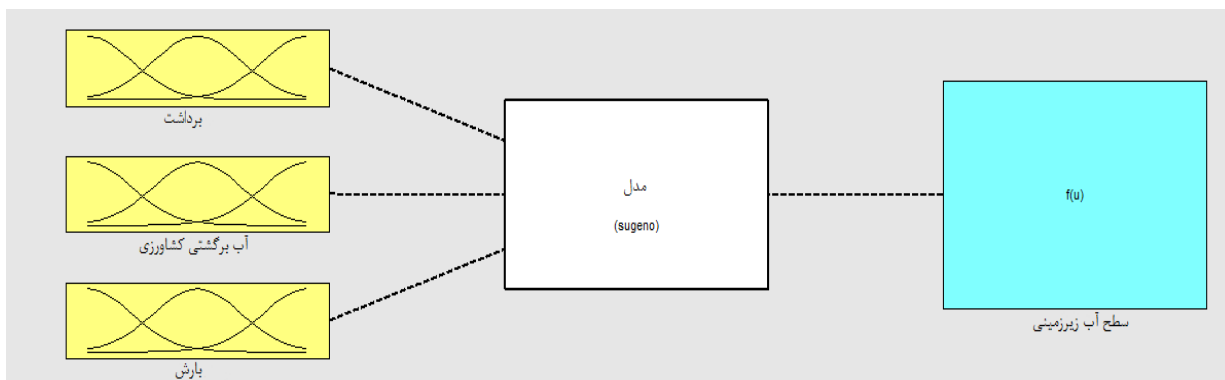 برداشت
آب برگشتی کشاورزی
بارش
مدل
(sugeno)
f(u)
سطح آب زیرزمینی